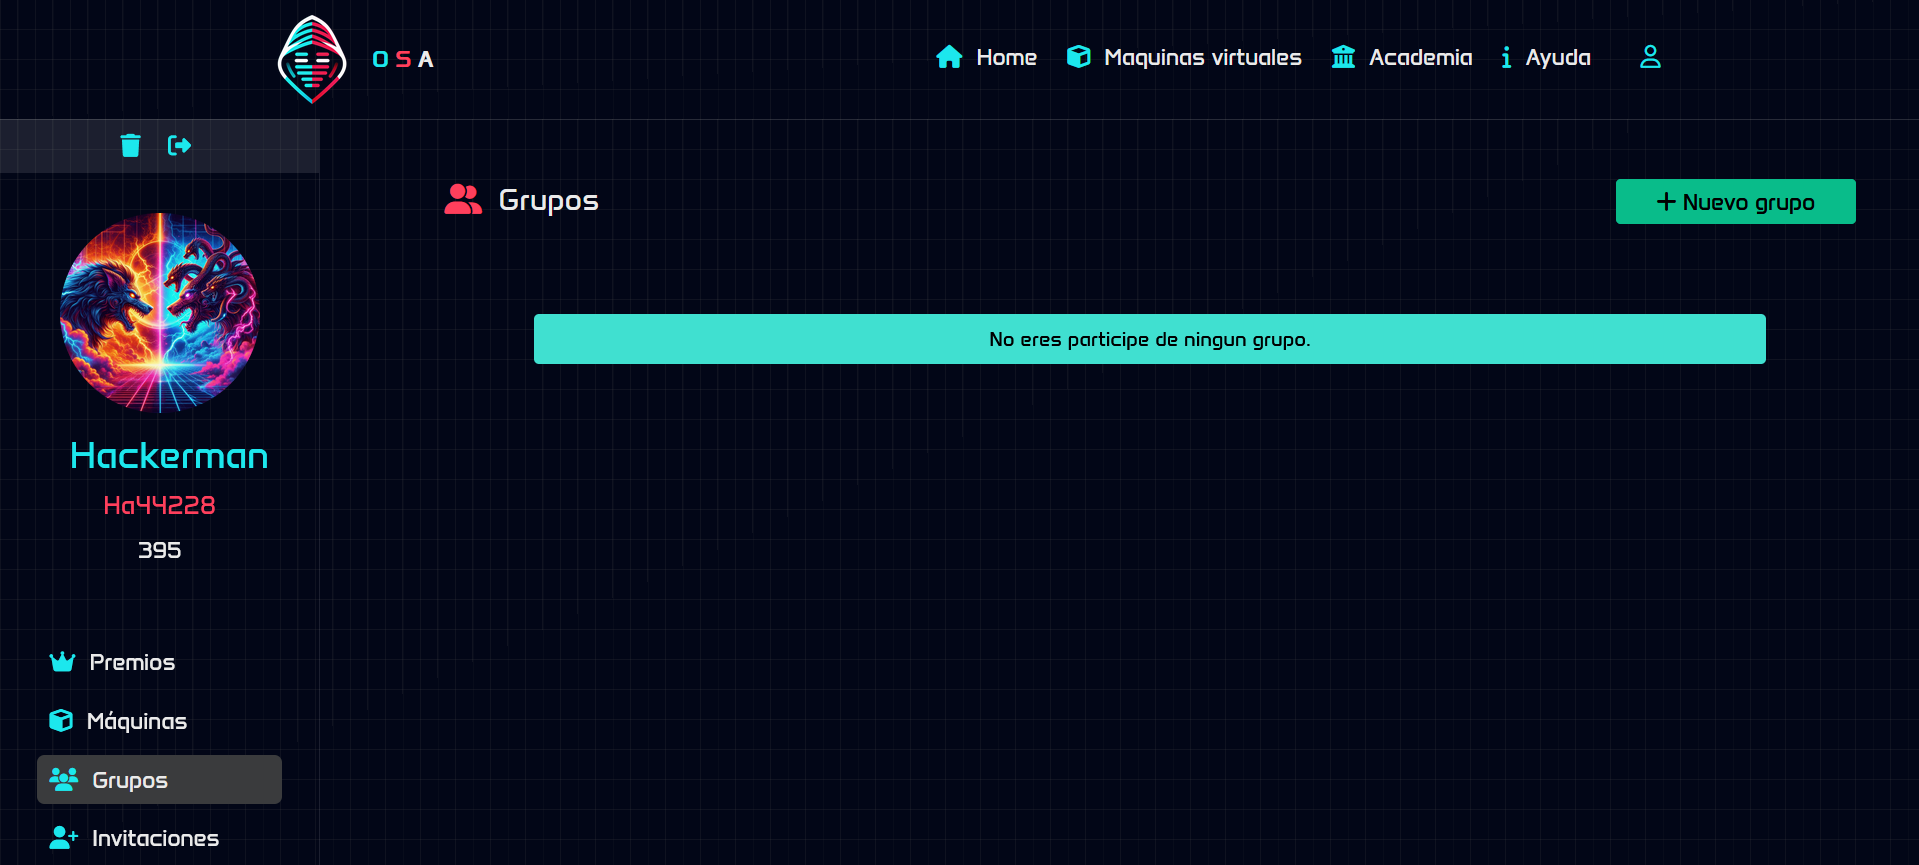 O S A
Home
Maquinas virtuales
Academia
Ayuda
Grupos
Nuevo grupo
No eres participe de ningun grupo.
Hackerman
Ha44228
395
Premios
Máquinas
Grupos
Invitaciones